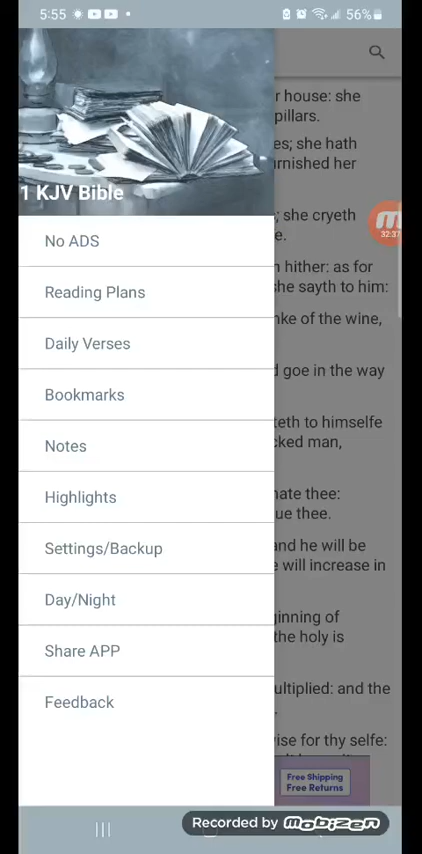 5:55
56%
1 KJV Bible
r house: she
pillars.
No ADS
es; she hath
rnished her
; she cryeth
e.
32:37
Reading Plans
n hither: as for
she sayth to him:
Daily Verses
nke of the wine,
Bookmarks
d goe in the way
Notes
teth to himselfe
cked man,
Highlights
hate thee:
ue thee.
Settings/Backup
and he will be
e will increase in
Day/Night
ginning of
the holy is
Share APP
Feedback
ultiplied: and the
wise for thy selfe:
Free Shipping
Free Returns
Recorded by mobizen